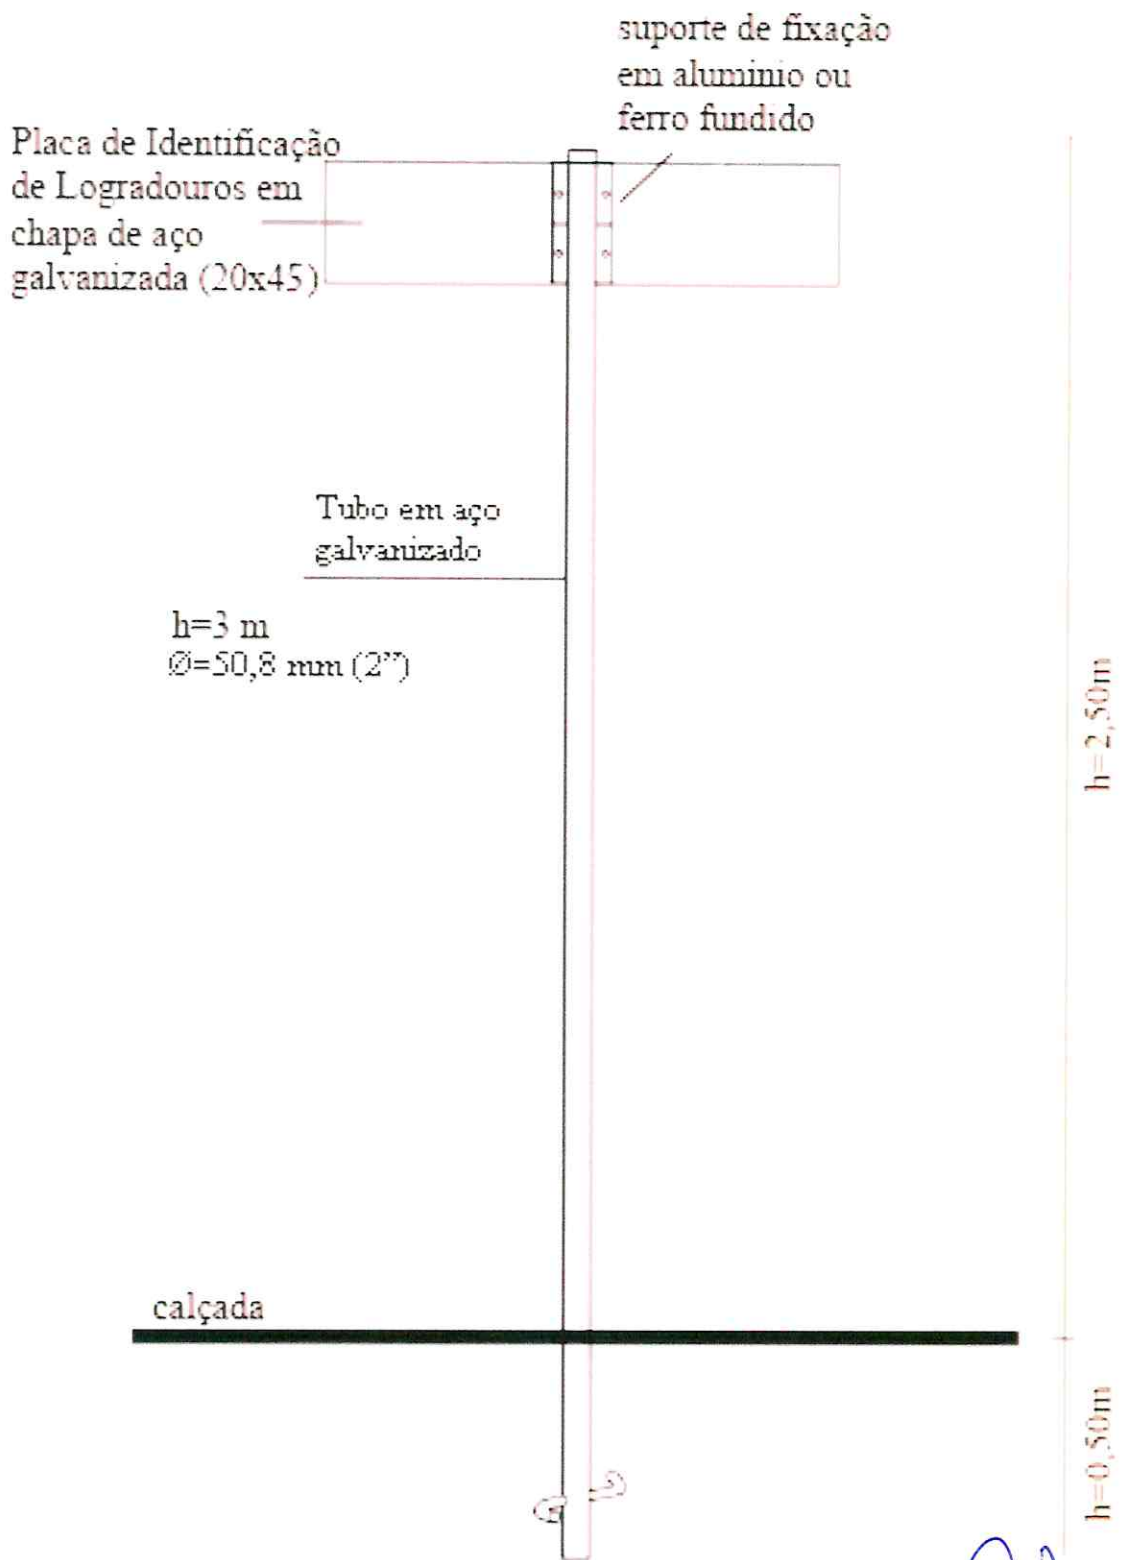 suporte de fixação
em aluminio ou
ferro fundido
Placa de Identificação
de Logradouros em
chapa de aço
galvanizada (20x45)
Tubo em aço
galvanizado
h=3 m
Ø=50,8 mm (2”)
h=2,50m
calçada
h=0,50m